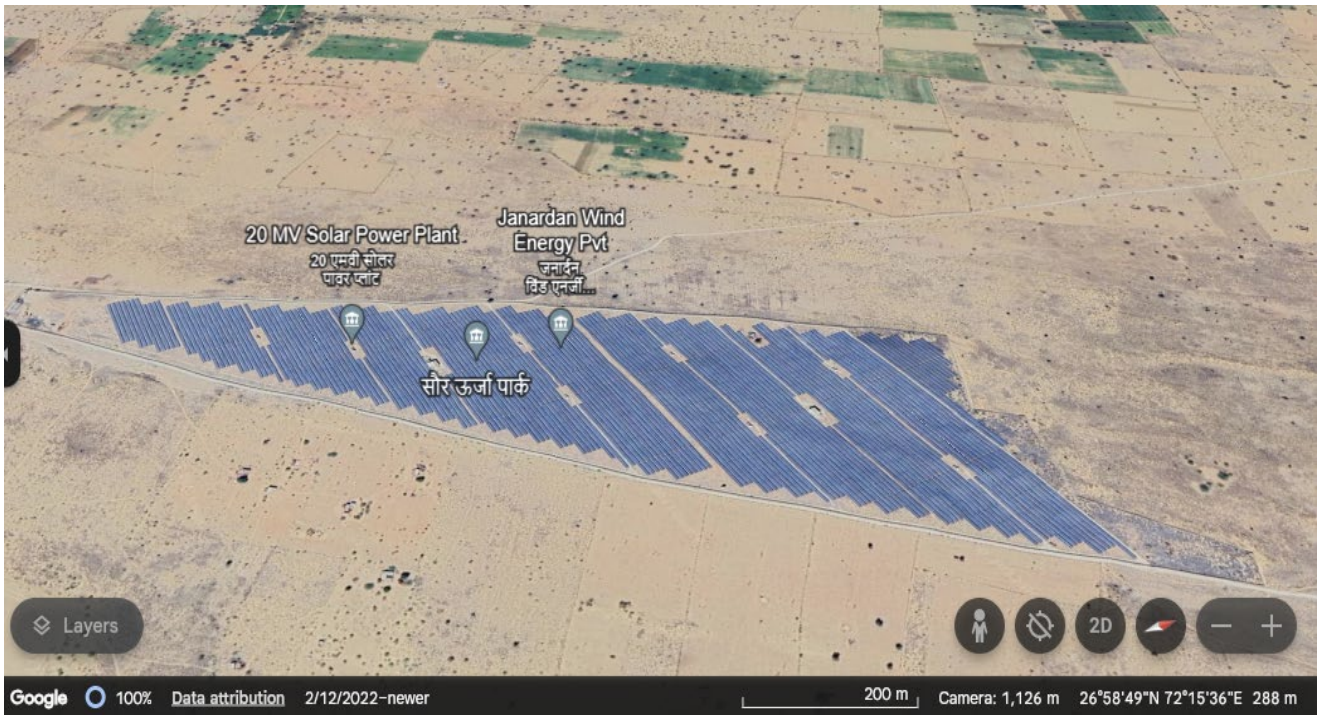 20 MV Solar Power Plant
20 एमवी सोलर
पावर प्लांट
Janardan Wind
Energy Pvt
जनार्दन
विंड एनर्जी...
सौर ऊर्जा पार्क
Layers
2D
Google 100% Data attribution 2/12/2022-newer 200 m Camera: 1,126 m 26°58'49"N 72°15'36"E 288 m